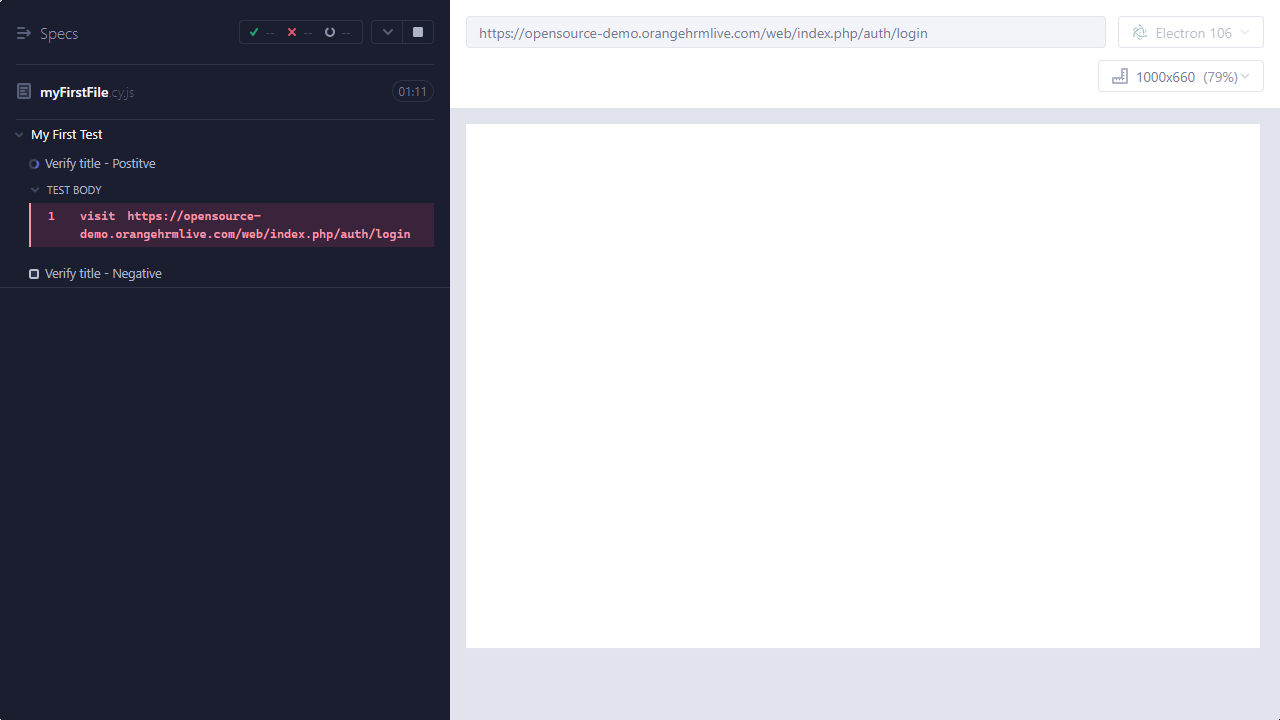 Specs
-- -- --
myFirstFile.cy.js
01:11
My First Test
Verify title - Postitve
TEST BODY
1 visit https://opensource-
demo.orangehrmlive.com/web/index.php/auth/login
Verify title - Negative
https://opensource-demo.orangehrmlive.com/web/index.php/auth/login
Electron 106
1000x660 (79%)